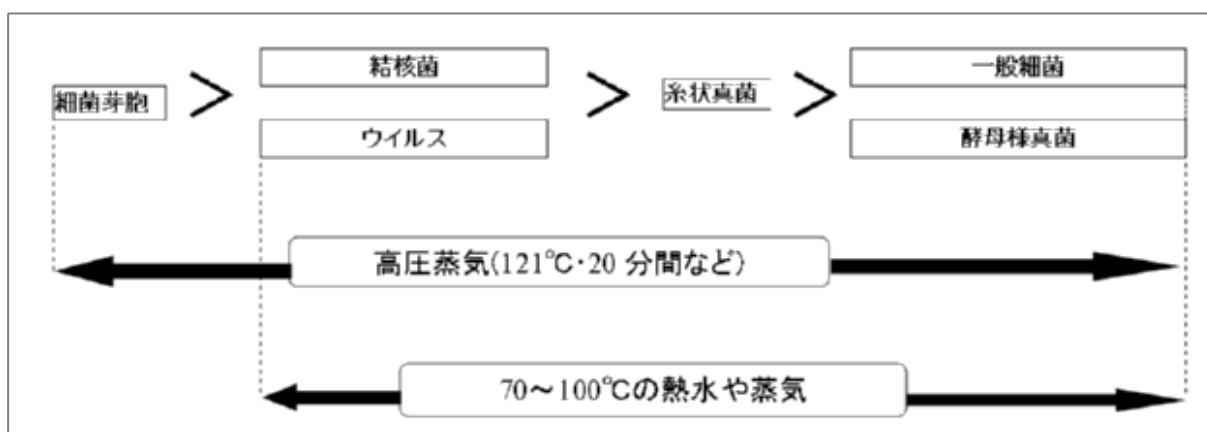 細菌芽胞
>
結核菌
ウイルス
>
糸状真菌
>
一般細菌
酵母様真菌
高圧蒸気(121℃・20 分間など)
70～100℃の熱水や蒸気